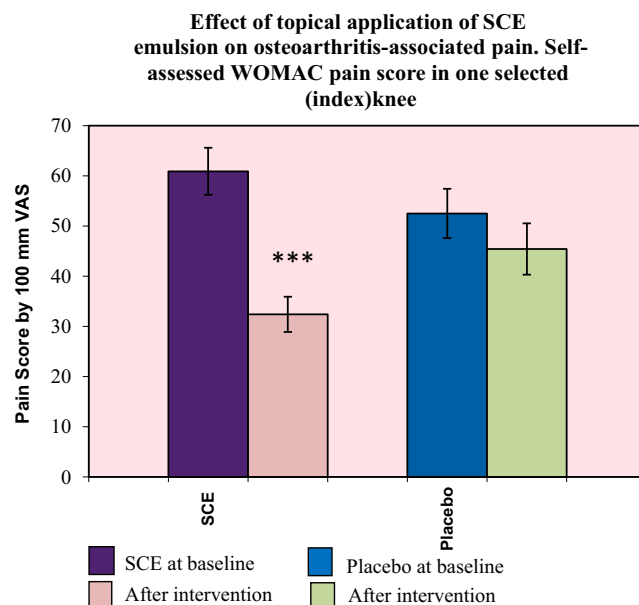 Effect of topical application of SCE
emulsion on osteoarthritis-associated pain. Self-
assessed WOMAC pain score in one selected
(index)knee
70
60
50
40
30
20
10
0
Pain Score by 100 mm VAS
***
SCE
Placebo
SCE at baseline
Placebo at baseline
After intervention
After intervention